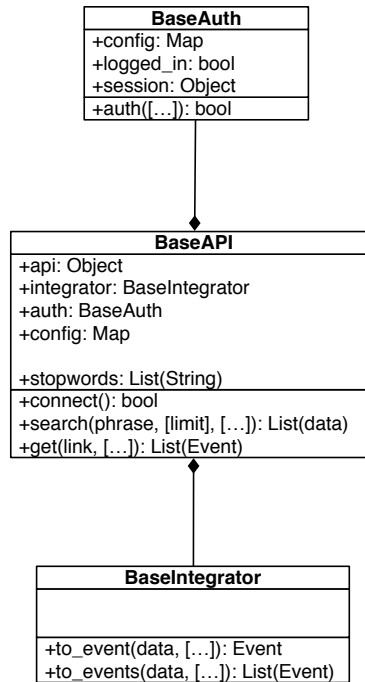 BaseAuth
+config: Map
+logged_in: bool
+session: Object
+auth([…]): bool
BaseAPI
+api: Object
+integrator: BaseIntegrator
+auth: BaseAuth
+config: Map
+stopwords: List(String)
+connect(): bool
+search(phrase, [limit], […]): List(data)
+get(link, […]): List(Event)
BaseIntegrator
+to_event(data, […]): Event
+to_events(data, […]): List(Event)